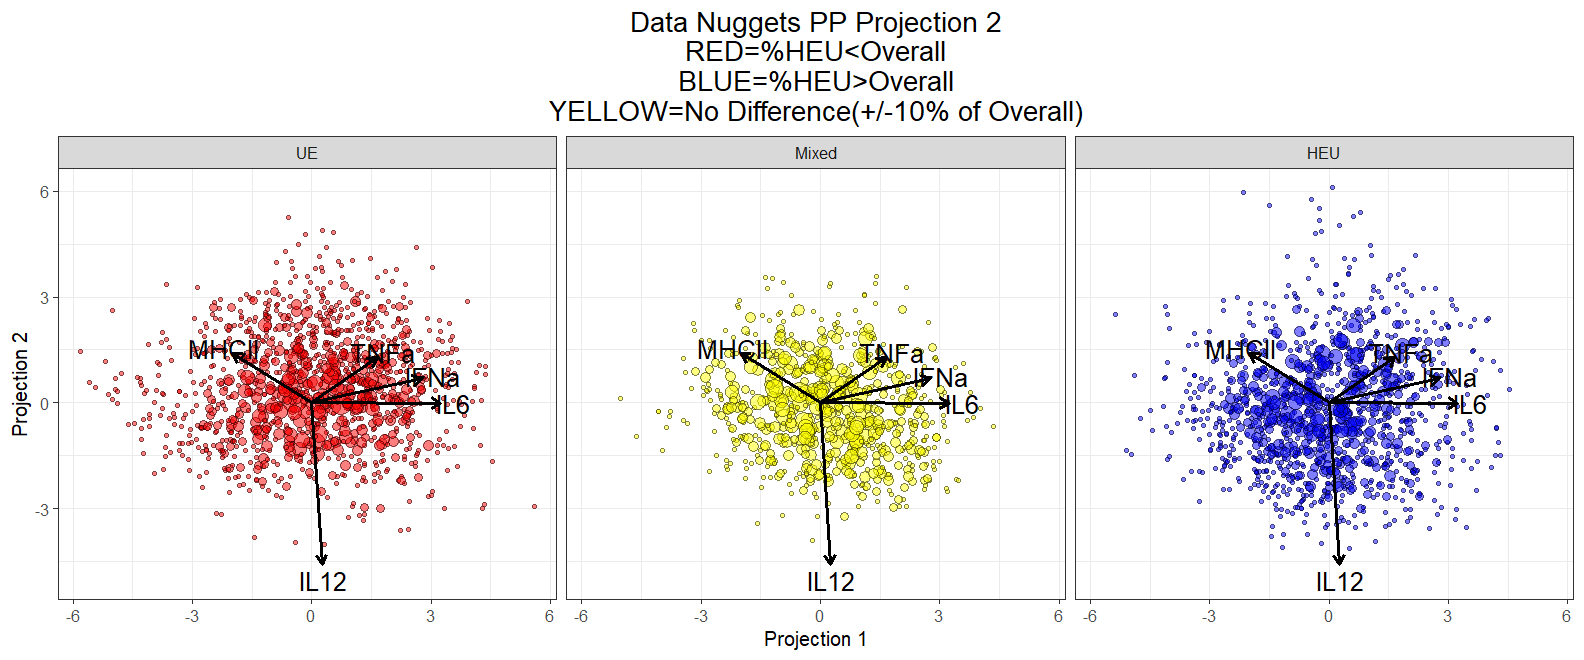 Data Nuggets PP Projection 2
RED=%HEU<Overall
BLUE=%HEU>Overall
YELLOW=No Difference(+/-10% of Overall)
UE
Mixed
HEU
Projection 2
6
3
0
-3
MHCII
TNFa
IFNa
IL6
IL12
MHCII
TNFa
IFNa
IL6
IL12
MHCII
TNFa
IFNa
IL6
IL12
-6 -3 0 3 6
-6 -3 0 3 6
-6 -3 0 3 6
Projection 1